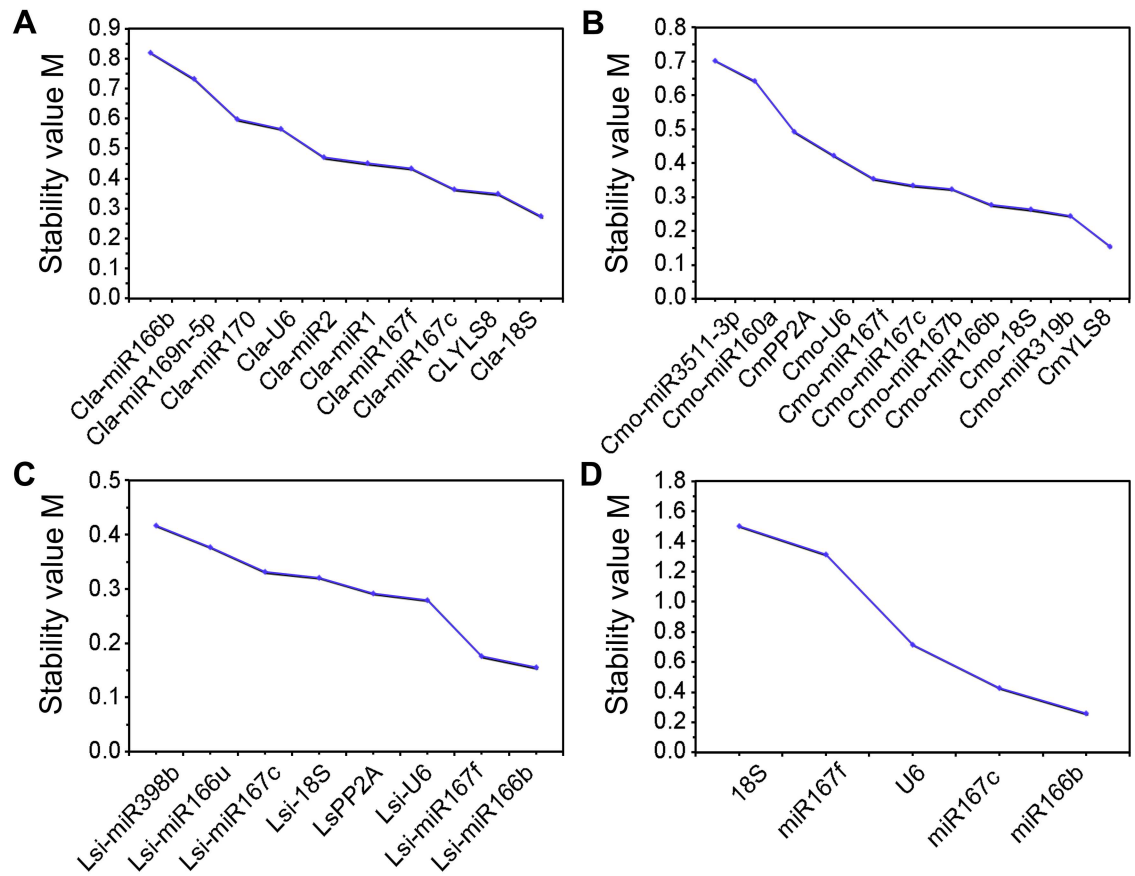 A
Stability value M
0.9
0.8
0.7
0.6
0.5
0.4
0.3
0.2
0.1
0.0
Cla-miR166b
Cla-miR169n-5p
Cla-miR170
Cla-U6
Cla-miR2
Cla-miR1
Cla-miR167f
Cla-miR167c
CLYLS8
Cla-18S
B
Stability value M
0.8
0.7
0.6
0.5
0.4
0.3
0.2
0.1
0.0
Cmo-miR3511-3p
Cmo-miR160a
CmPP2A
Cmo-U6
Cmo-miR167f
Cmo-miR167c
Cmo-miR167b
Cmo-miR166b
Cmo-18S
Cmo-miR319b
CmYLS8
C
Stability value M
0.5
0.4
0.3
0.2
0.1
0.0
Lsi-miR398b
Lsi-miR166u
Lsi-miR167c
Lsi-18S
LsPP2A
Lsi-U6
Lsi-miR167f
Lsi-miR166b
D
Stability value M
1.8
1.6
1.4
1.2
1.0
0.8
0.6
0.4
0.2
0.0
18S
miR167f
U6
miR167c
miR166b